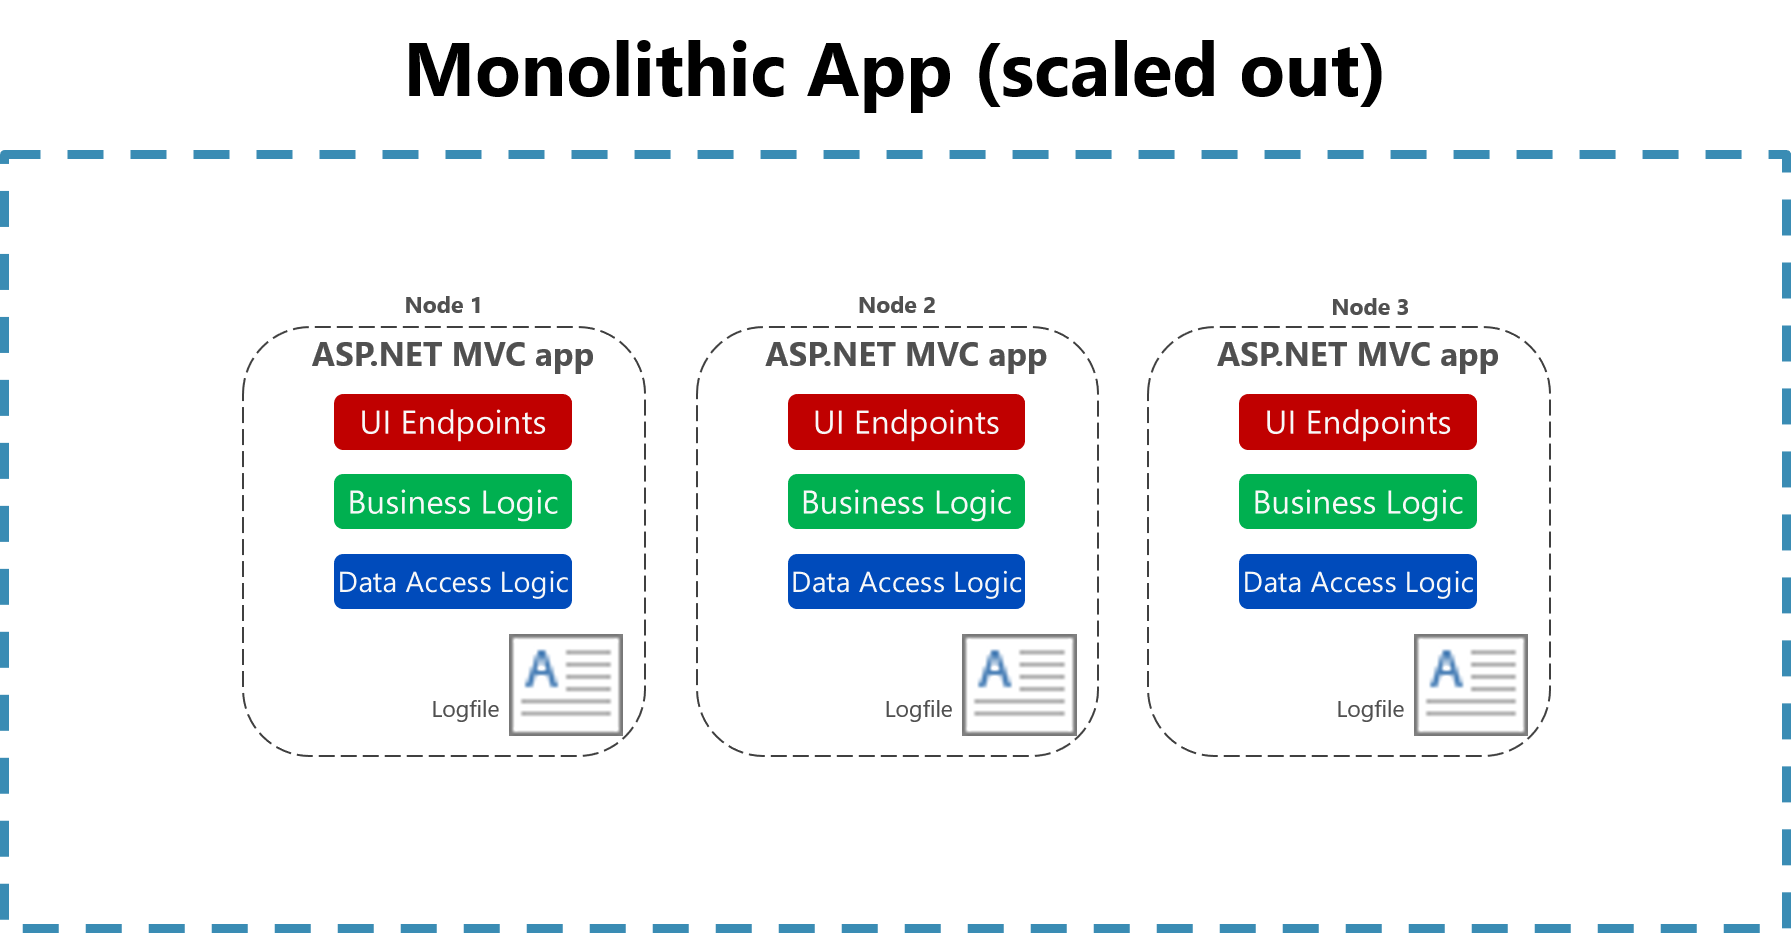 Monolithic App (scaled out)
Node 1
ASP.NET MVC app
UI Endpoints
Business Logic
Data Access Logic
Logfile
A
Node 2
ASP.NET MVC app
UI Endpoints
Business Logic
Data Access Logic
Logfile
A
Node 3
ASP.NET MVC app
UI Endpoints
Business Logic
Data Access Logic
Logfile
A